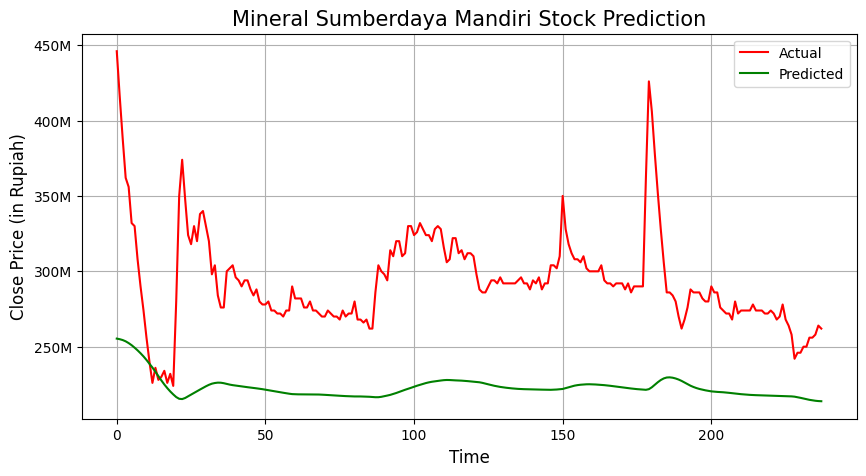 Mineral Sumberdaya Mandiri Stock Prediction
Actual
Predicted
Close Price (in Rupiah)
450M
400M
350M
300M
250M
0
50
100
150
200
Time